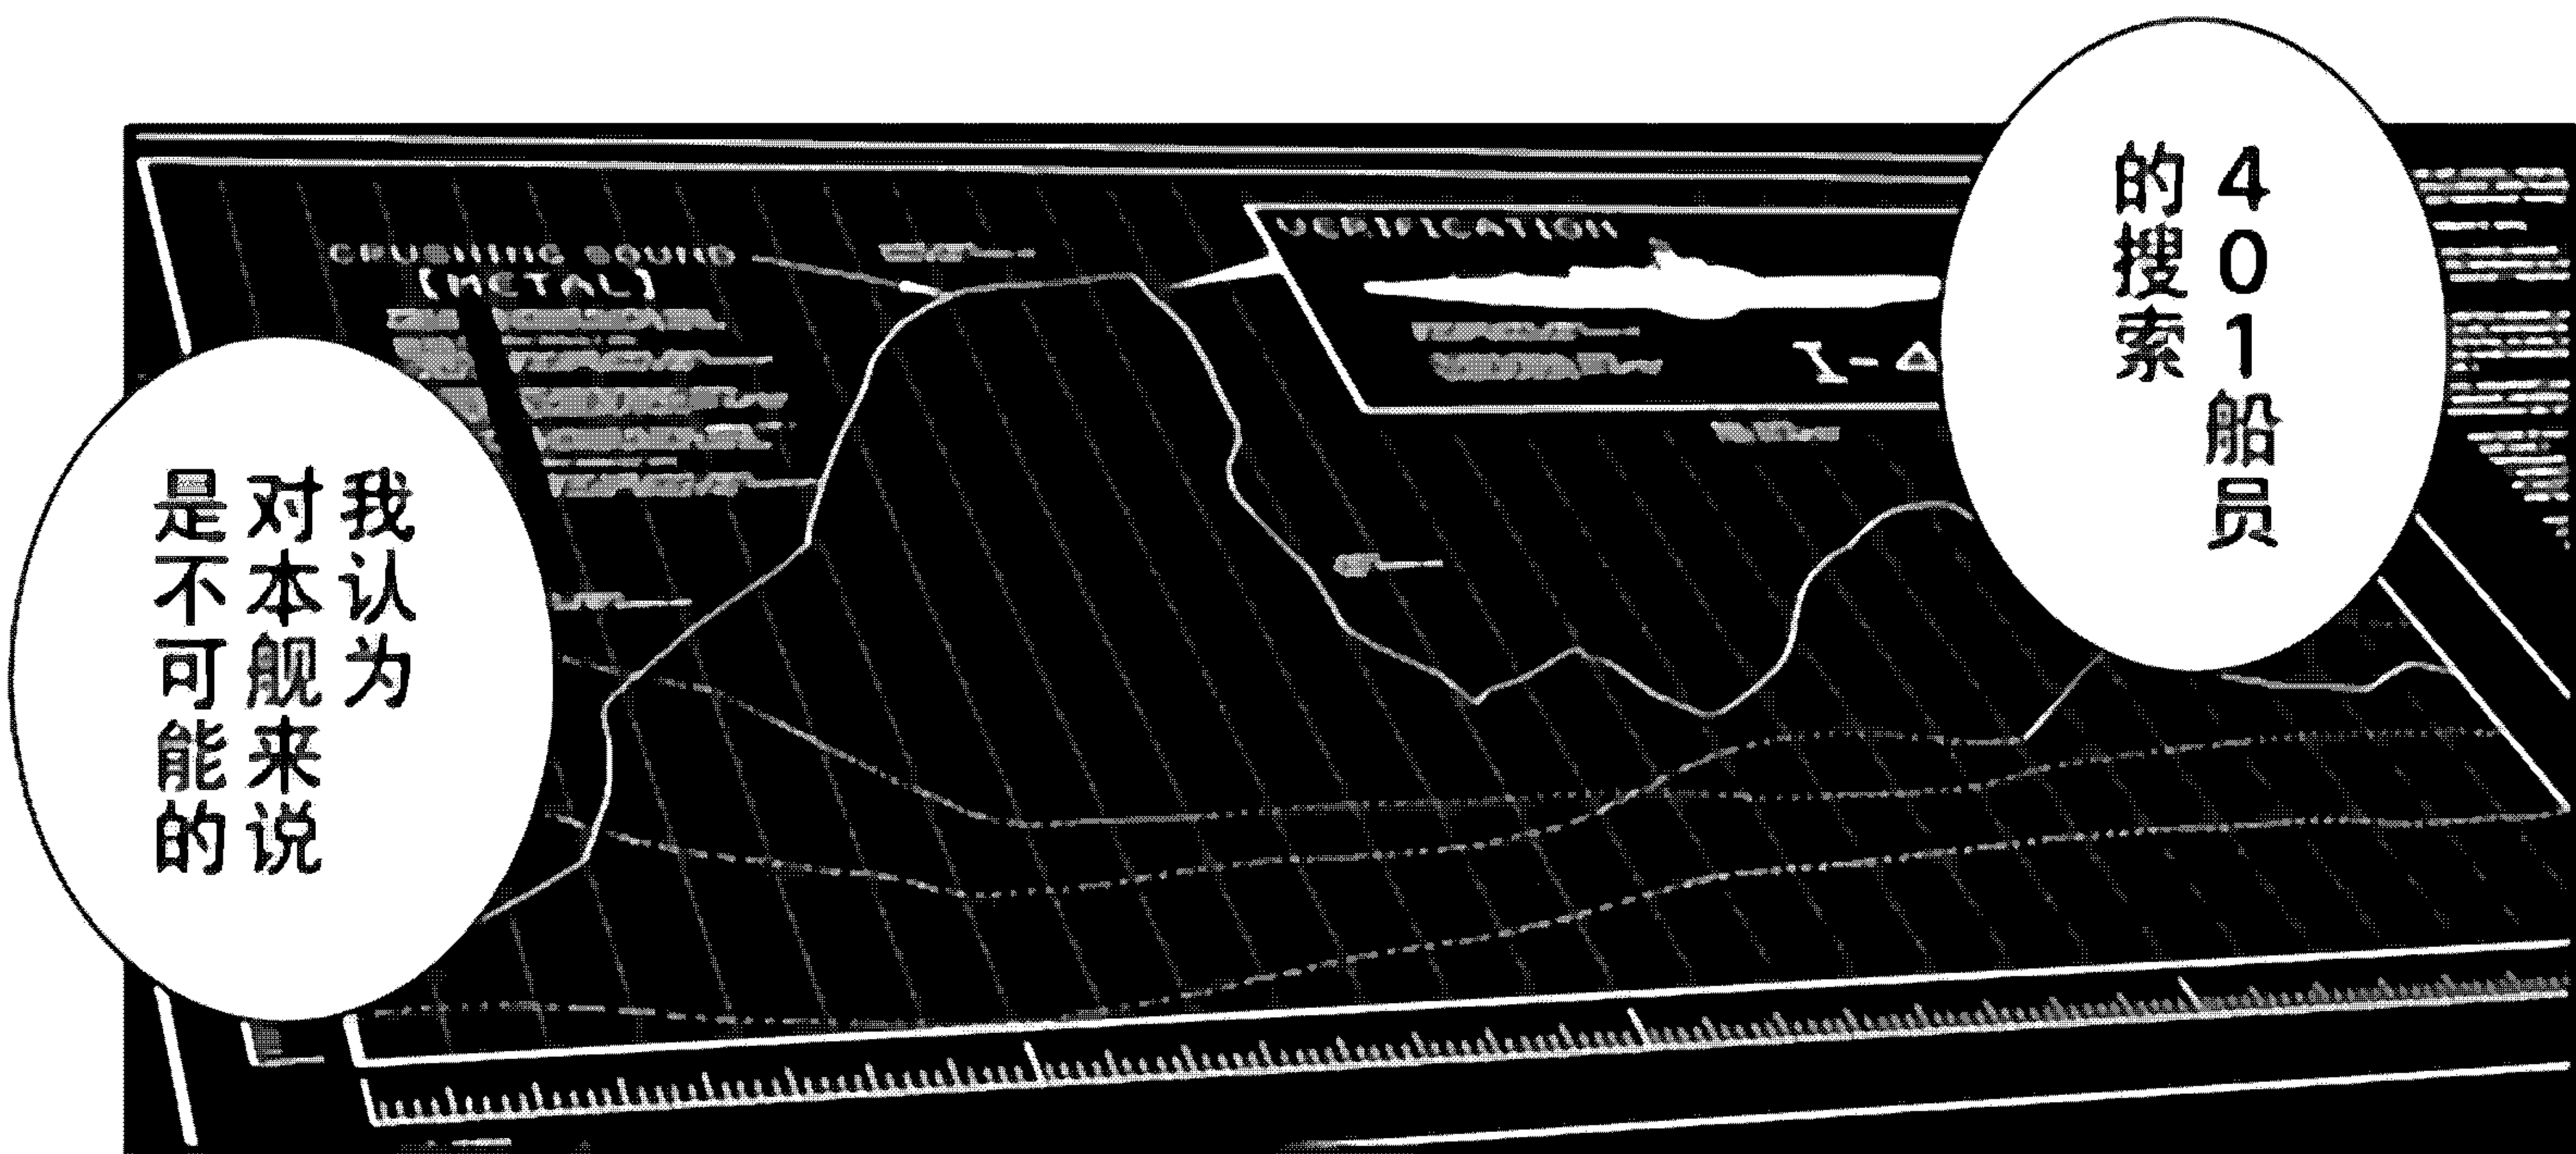 401船员
的搜索
我认为
对本舰来说
是不可能的
CRUSHING SOUND
[METAL]
VERIFICATION
I-